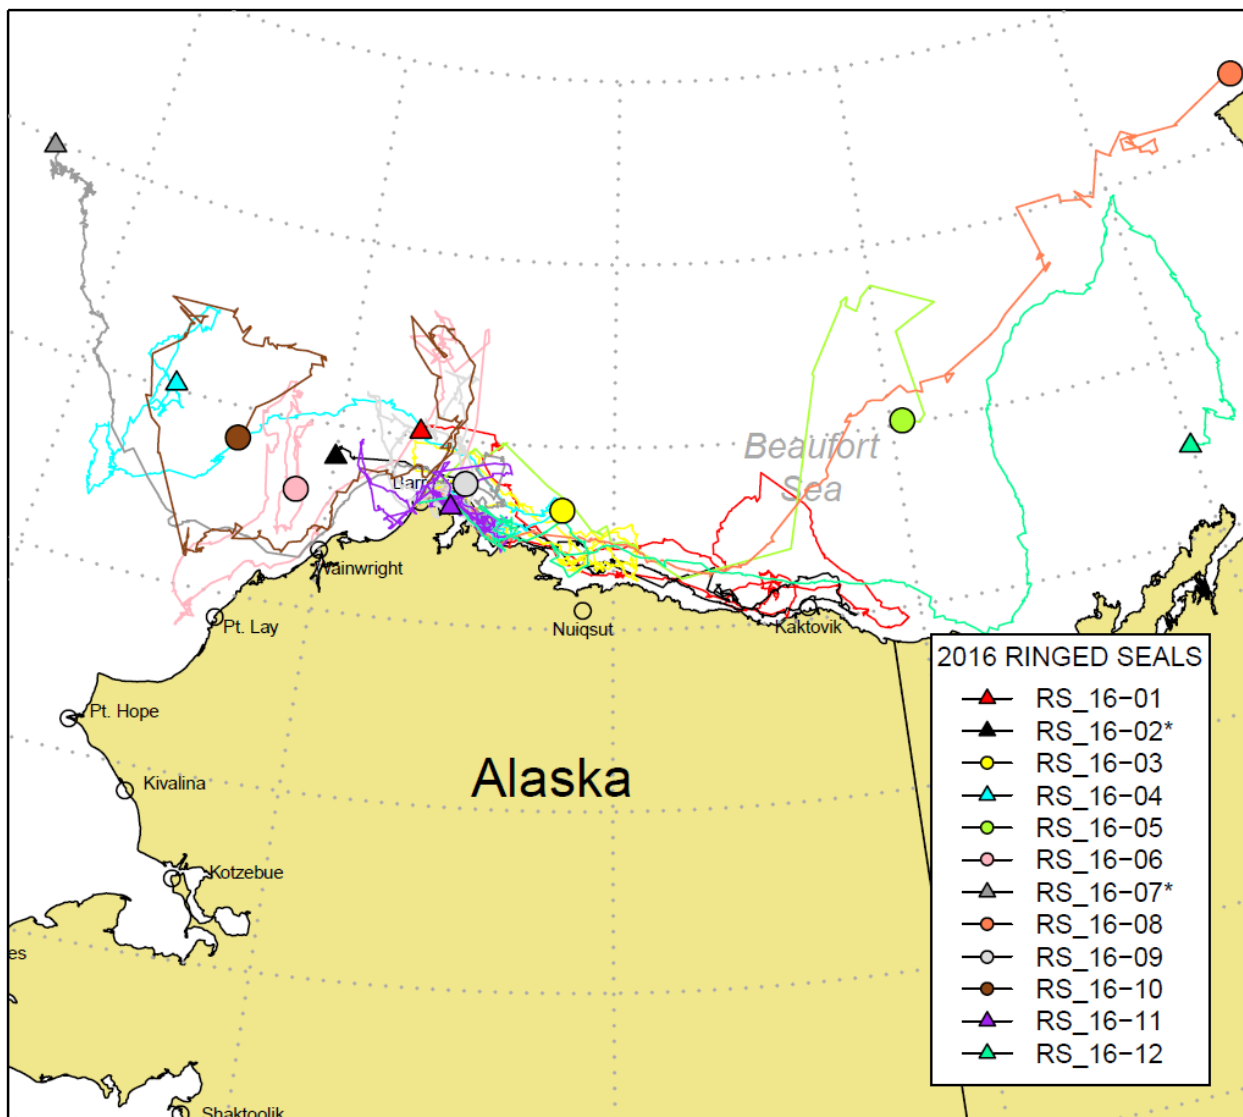 Beaufort
Sea
Barr
Wainwright
Pt. Lay
Nuiqsut
Kaktovik
Pt. Hope
Kivalina
Alaska
Kotzebue
es
Shaktoolik
2016 RINGED SEALS
RS_16−01
RS_16−02*
RS_16−03
RS_16−04
RS_16−05
RS_16−06
RS_16−07*
RS_16−08
RS_16−09
RS_16−10
RS_16−11
RS_16−12